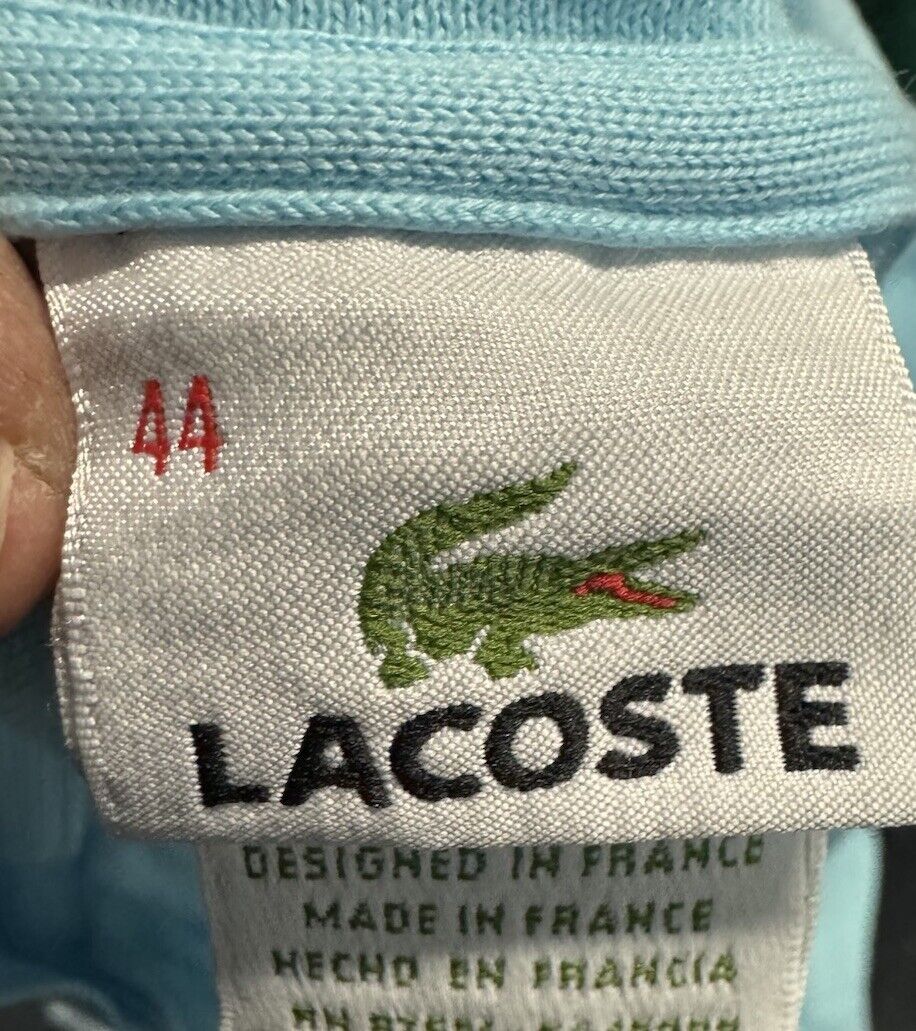 44
LACOSTE
DESIGNED IN FRANCE
MADE IN FRANCE
HECHO EN FRANCIA